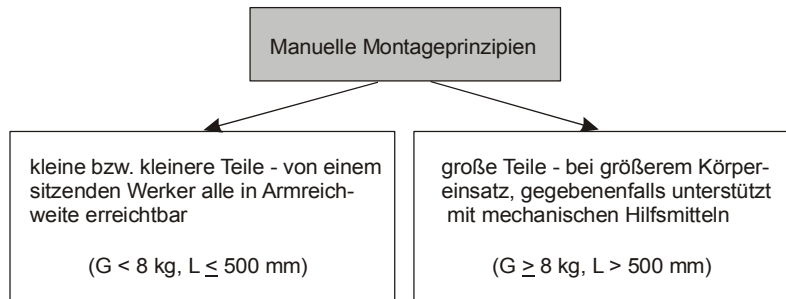 Manuelle Montageprinzipien
kleine bzw. kleinere Teile - von einem
sitzenden Werker alle in Armreich-
weite erreichtbar
(G < 8 kg, L ≤ 500 mm)
große Teile - bei größerem Körper-
einsatz, gegebenenfalls unterstützt
mit mechanischen Hilfsmitteln
(G ≥ 8 kg, L > 500 mm)